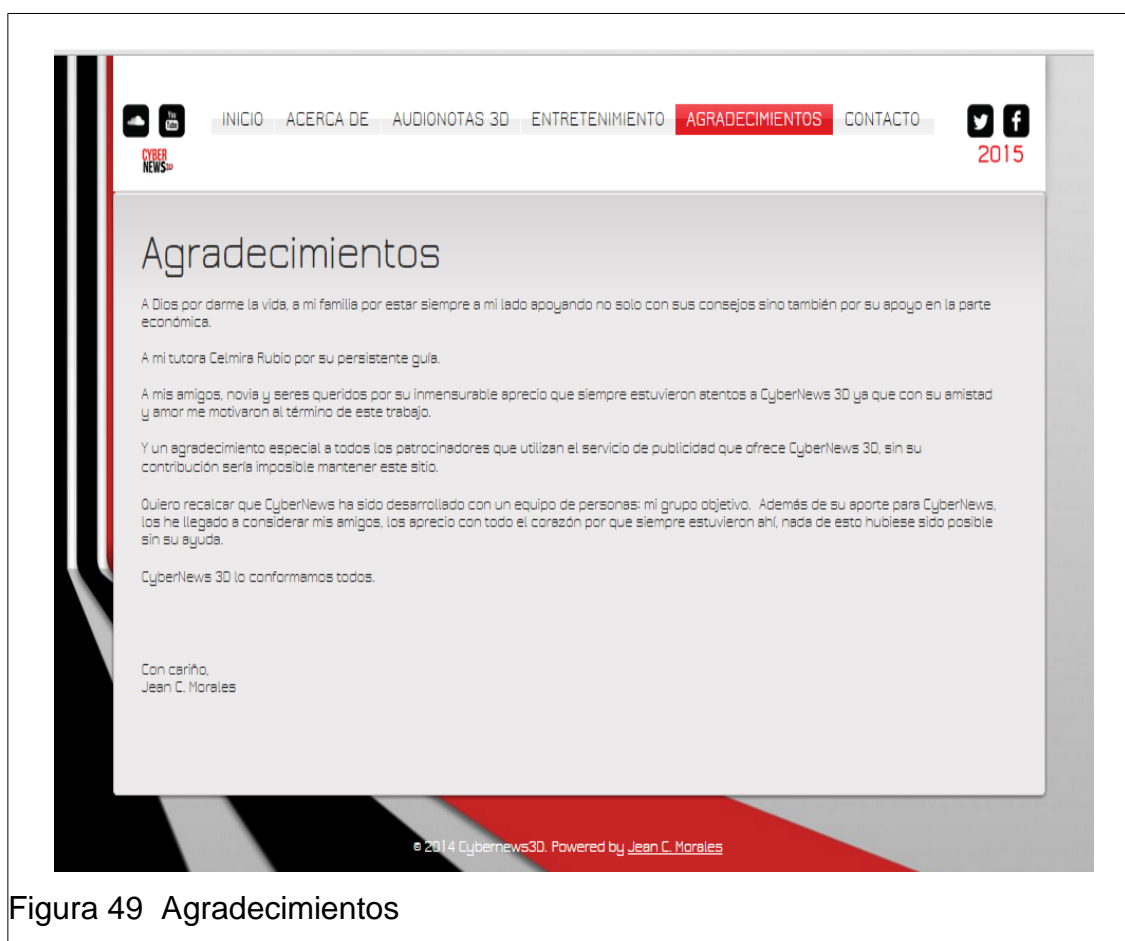 You
Tube
INICIO ACERCA DE AUDIONOTAS 3D ENTRETENIMIENTO AGRADECIMIENTOS CONTACTO
CYBER
NEWS3D
2015
Agradecimientos
A Dios por darme la vida, a mi familia por estar siempre a mi lado apoyando no solo con sus consejos sino también por su apoyo en la parte
económica.
A mi tutora Celmira Rubio por su persistente guía.
A mis amigos, novia y seres queridos por su inmensurable aprecio que siempre estuvieron atentos a CyberNews 3D ya que con su amistad
y amor me motivaron al término de este trabajo.
Y un agradecimiento especial a todos los patrocinadores que utilizan el servicio de publicidad que ofrece CyberNews 3D, sin su
contribución sería imposible mantener este sitio.
Quiero recalcar que CyberNews ha sido desarrollado con un equipo de personas: mi grupo objetivo. Además de su aporte para CyberNews,
los he llegado a considerar mis amigos, los aprecio con todo el corazón por que siempre estuvieron ahí, nada de esto hubiese sido posible
sin su ayuda.
CyberNews 3D lo conformamos todos.
Con cariño,
Jean C. Morales
© 2014 Cybernews3D. Powered by Jean C. Morales
Figura 49 Agradecimientos